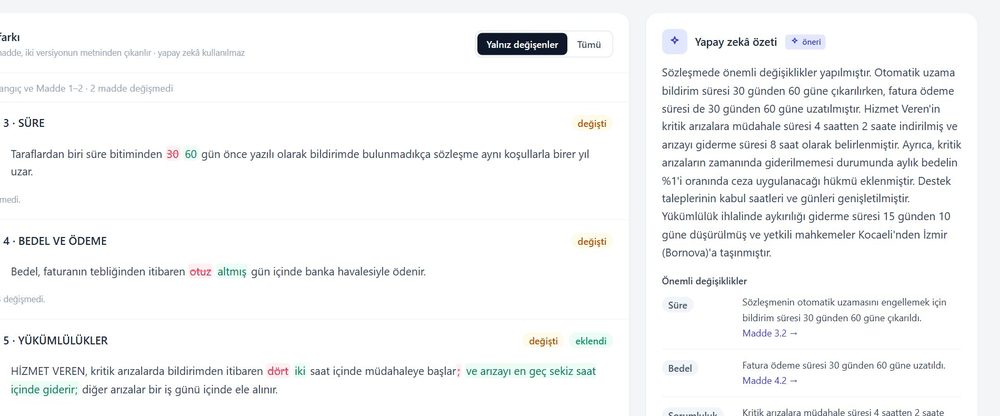 farkı
madde, iki versiyonun metninden çıkarılır · yapay zekâ kullanılmaz
Yalnız değişenler
Tümü
angıç ve Madde 1–2 · 2 madde değişmedi
3 · SÜRE
değişti
Taraflardan biri süre bitiminden 30 60 gün önce yazılı olarak bildirimde bulunmadıkça sözleşme aynı koşullarla birer yıl
uzar.
medi.
4 · BEDEL VE ÖDEME
değişti
Bedel, faturanın tebliğinden itibaren otuz altmış gün içinde banka havalesiyle ödenir.
değişmedi.
5 · YÜKÜMLÜLÜKLER
değişti
eklendi
HİZMET VEREN, kritik arızalarda bildirimden itibaren dört iki saat içinde müdahaleye başlar; ve arızayı en geç sekiz saat
içinde giderir; diğer arızalar bir iş günü içinde ele alınır.
Yapay zekâ özeti
öneri
Sözleşmede önemli değişiklikler yapılmıştır. Otomatik uzama
bildirim süresi 30 günden 60 güne çıkarılırken, fatura ödeme
süresi de 30 günden 60 güne uzatılmıştır. Hizmet Veren'in
kritik arızalara müdahale süresi 4 saatten 2 saate indirilmiş ve
arızayı giderme süresi 8 saat olarak belirlenmiştir. Ayrıca, kritik
arızaların zamanında giderilmemesi durumunda aylık bedelin
%1'i oranında ceza uygulanacağı hükmü eklenmiştir. Destek
taleplerinin kabul saatleri ve günleri genişletilmiştir.
Yükümlülük ihlalinde aykırılığı giderme süresi 15 günden 10
güne düşürülmüş ve yetkili mahkemeler Kocaeli'nden İzmir
(Bornova)'a taşınmıştır.
Önemli değişiklikler
Süre
Sözleşmenin otomatik uzamasını engellemek için
bildirim süresi 30 günden 60 güne çıkarıldı.
Madde 3.2 →
Bedel
Fatura ödeme süresi 30 günden 60 güne uzatıldı.
Madde 4.2 →
Sorumluluk
Kritik arızalara müdahale süresi 4 saatten 2 saate